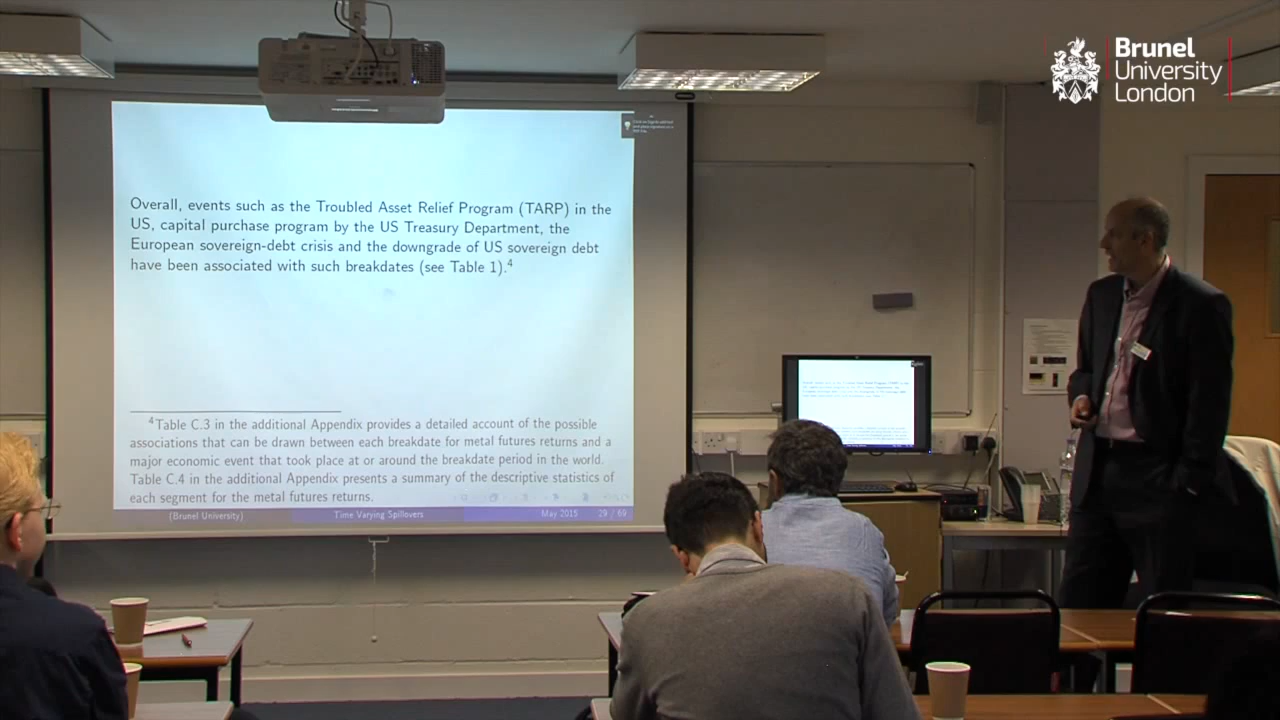 Brunel
University
London
Overall, events such as the Troubled Asset Relief Program (TARP) in the
US, capital purchase program by the US Treasury Department, the
European sovereign-debt crisis and the downgrade of US sovereign debt
have been associated with such breakdates (see Table 1).4
4Table C.3 in the additional Appendix provides a detailed account of the possible
associations that can be drawn between each breakdate for metal futures returns and a
major economic event that took place at or around the breakdate period in the world.
Table C.4 in the additional Appendix presents a summary of the descriptive statistics of
each segment for the metal futures returns.
(Brunel University) Time Varying Spillovers May 2015 29 / 69